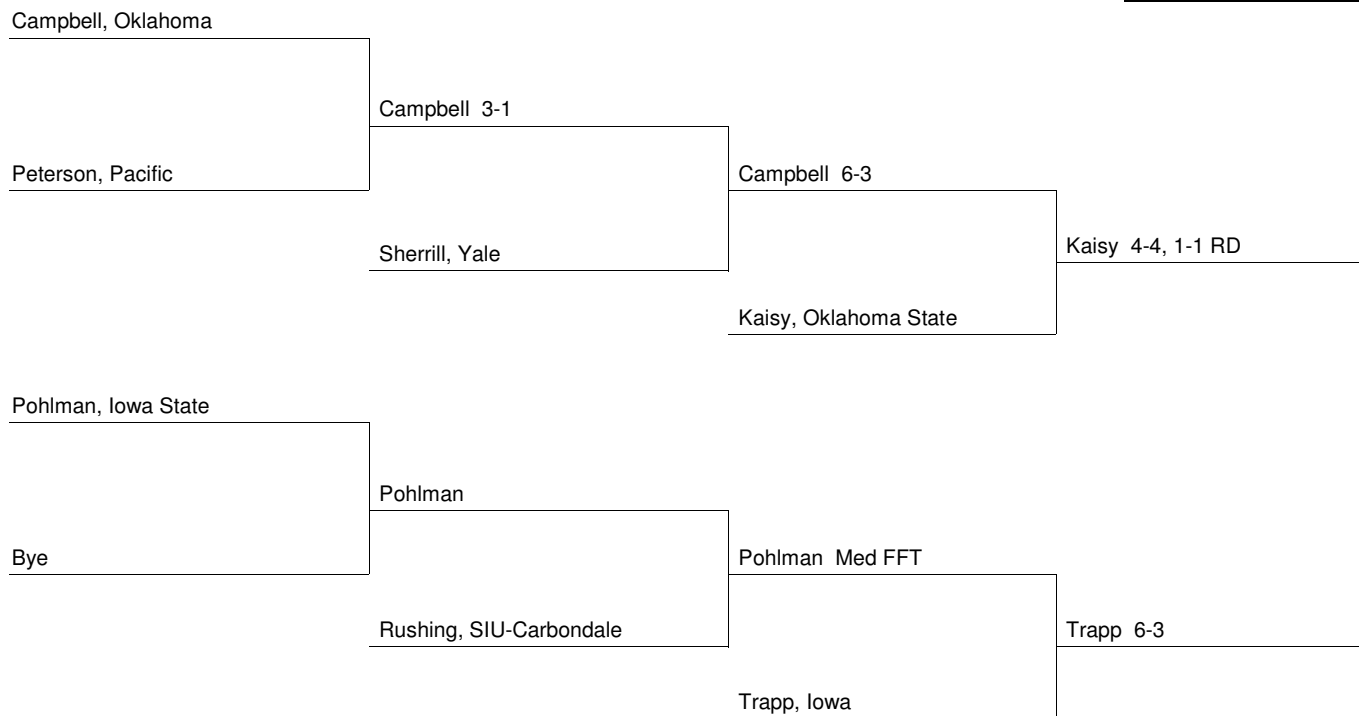 Campbell, Oklahoma
Campbell 3-1
Peterson, Pacific
Campbell 6-3
Sherrill, Yale
Kaisy 4-4, 1-1 RD
Kaisy, Oklahoma State
Pohlman, Iowa State
Pohlman
Bye
Pohlman Med FFT
Rushing, SIU-Carbondale
Trapp 6-3
Trapp, Iowa